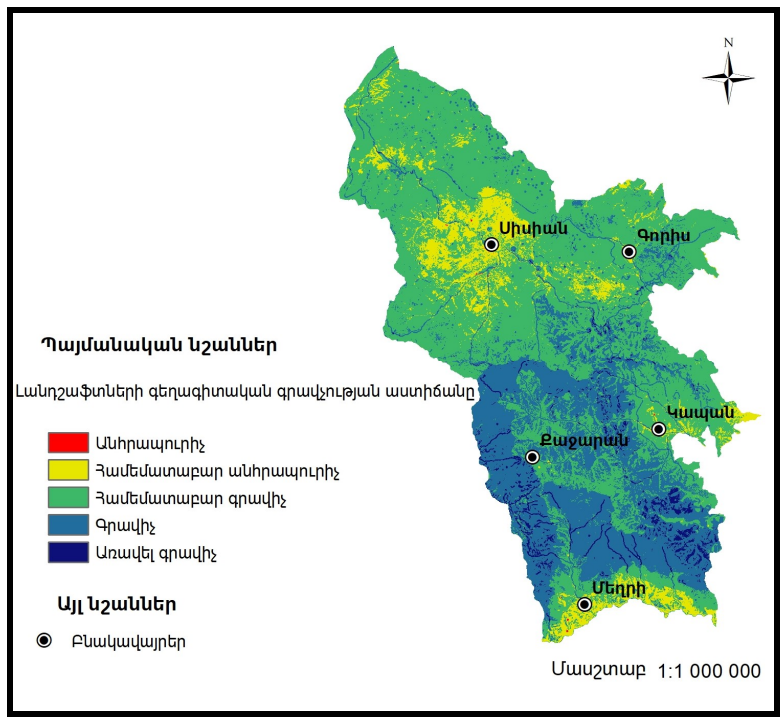 N
Սիսիան
Գորիս
Պայմանական նշաններ
Լանդշաֆտների գեղագիտական գրավչության աստիճանը
Կապան
Քաջարան
Անհրապուրիչ
Համեմատաբար անհրապուրիչ
Համեմատաբար գրավիչ
Գրավիչ
Առավել գրավիչ
Մեղրի
Այլ նշաններ
Բնակավայրեր
Մասշտաբ 1:1 000 000